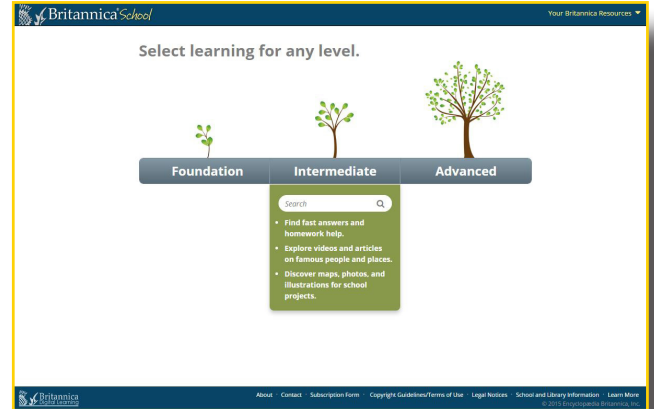 Britannica School
Your Britannica Resources
Select learning for any level.
Foundation
Intermediate
Advanced
Search
• Find fast answers and
homework help.
• Explore videos and articles
on famous people and places.
• Discover maps, photos, and
illustrations for school
projects.
Britannica
Digital Learning
About · Contact · Subscription Form · Copyright Guidelines/Terms of Use · Legal Notices · School and Library Information · Learn More
© 2015 Encyclopædia Britannica, Inc.